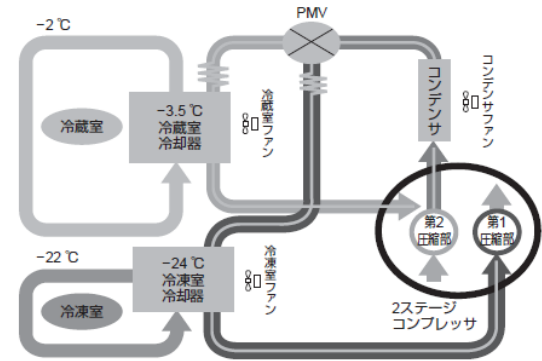 PMV
−2 ℃
−3.5 ℃
冷蔵室
冷却器
冷蔵室
冷蔵室ファン
コンデンサ
コンデンサファン
第2
圧縮部
第1
圧縮部
2ステージ
コンプレッサ
−22 ℃
−24 ℃
冷凍室
冷却器
冷凍室
冷凍室ファン